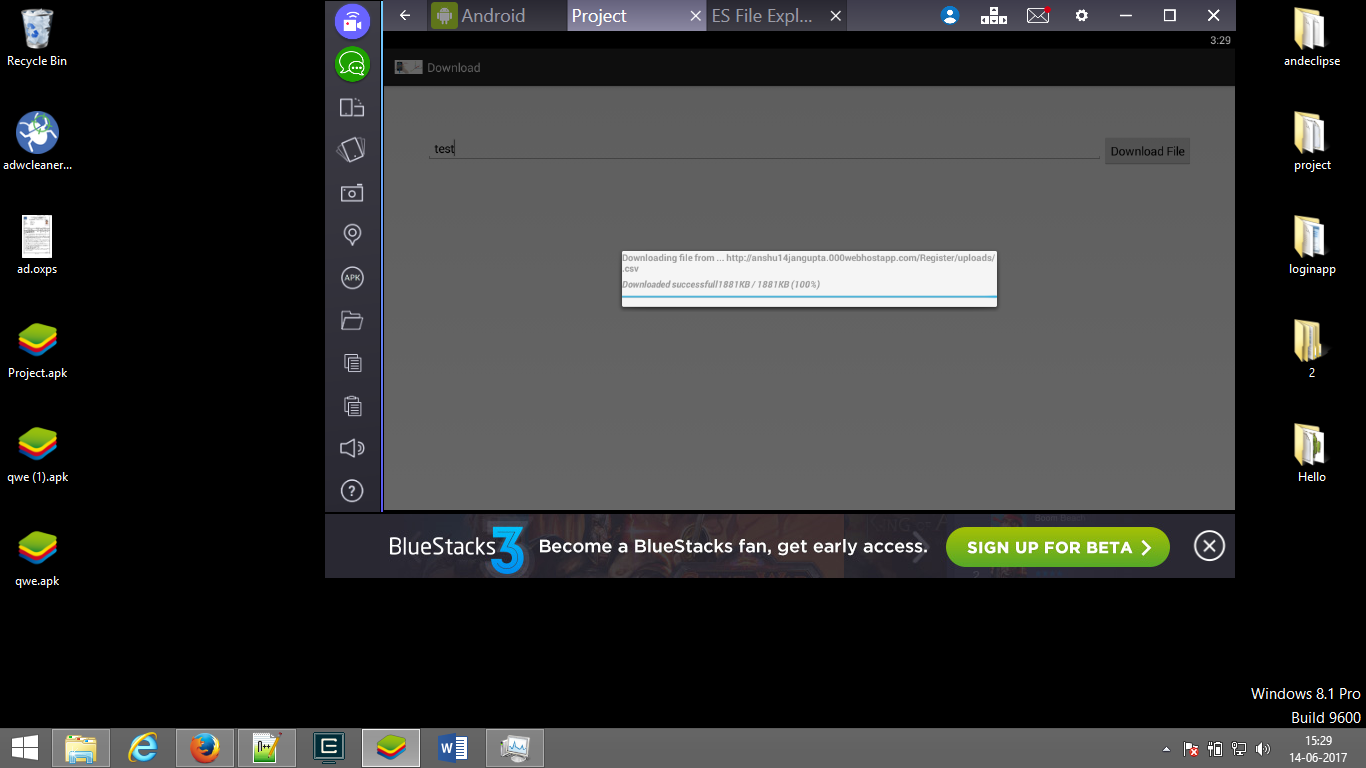 Recycle Bin
adwcleaner...
ad.oxps
Project.apk
qwe (1).apk
qwe.apk
Android
Project
ES File Expl...
3:29
Download
test
Download File
Downloading file from ... http://anshu14jangupta.000webhostapp.com/Register/uploads/
.csv
Downloaded successfull1881KB / 1881KB (100%)
APK
?
BlueStacks 3
Become a BlueStacks fan, get early access.
SIGN UP FOR BETA
Boom Beach
andeclipse
project
loginapp
2
Hello
Windows 8.1 Pro
Build 9600
15:29
14-06-2017